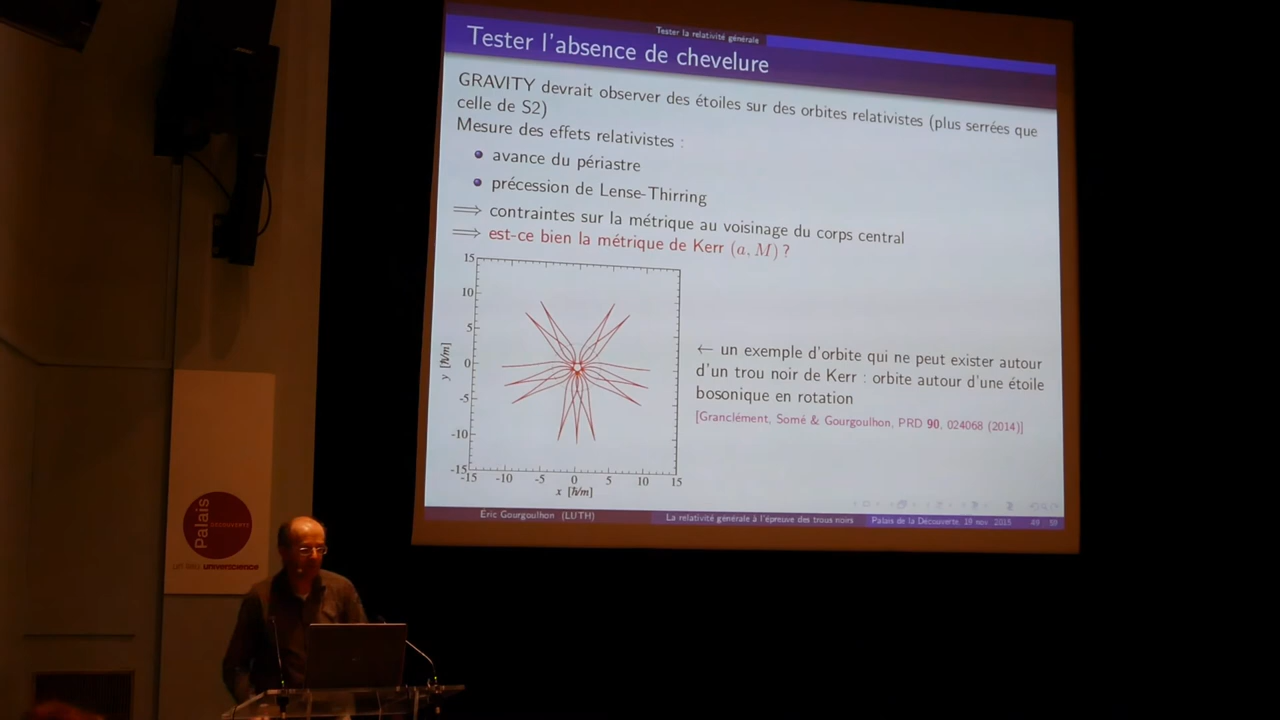 Tester la relativité générale
Tester l'absence de chevelure
GRAVITY devrait observer des étoiles sur des orbites relativistes (plus serrées que
celle de S2)
Mesure des effets relativistes :
avance du périastre
précession de Lense-Thirring
⟹ contraintes sur la métrique au voisinage du corps central
⟹ est-ce bien la métrique de Kerr (a, M) ?
15
10
5
0
-5
-10
-15
y [ℏ/m]
-15 -10 -5 0 5 10 15
x [ℏ/m]
← un exemple d'orbite qui ne peut exister autour
d'un trou noir de Kerr : orbite autour d'une étoile
bosonique en rotation
[Granclément, Somé & Gourgoulhon, PRD 90, 024068 (2014)]
Éric Gourgoulhon (LUTH) La relativité générale à l'épreuve des trous noirs Palais de la Découverte, 19 nov. 2015
Palais
DÉCOUVERTE
un lieu universcience